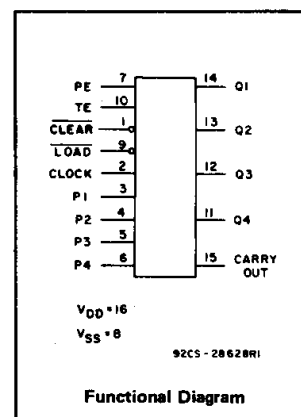 PE 7 14 Q1
TE 10
CLEAR 1 13 Q2
LOAD 9
CLOCK 2 12 Q3
P1 3
P2 4 11 Q4
P3 5
P4 6 15 CARRY OUT
VDD = 16
VSS = 8
92CS-28628R1
Functional Diagram